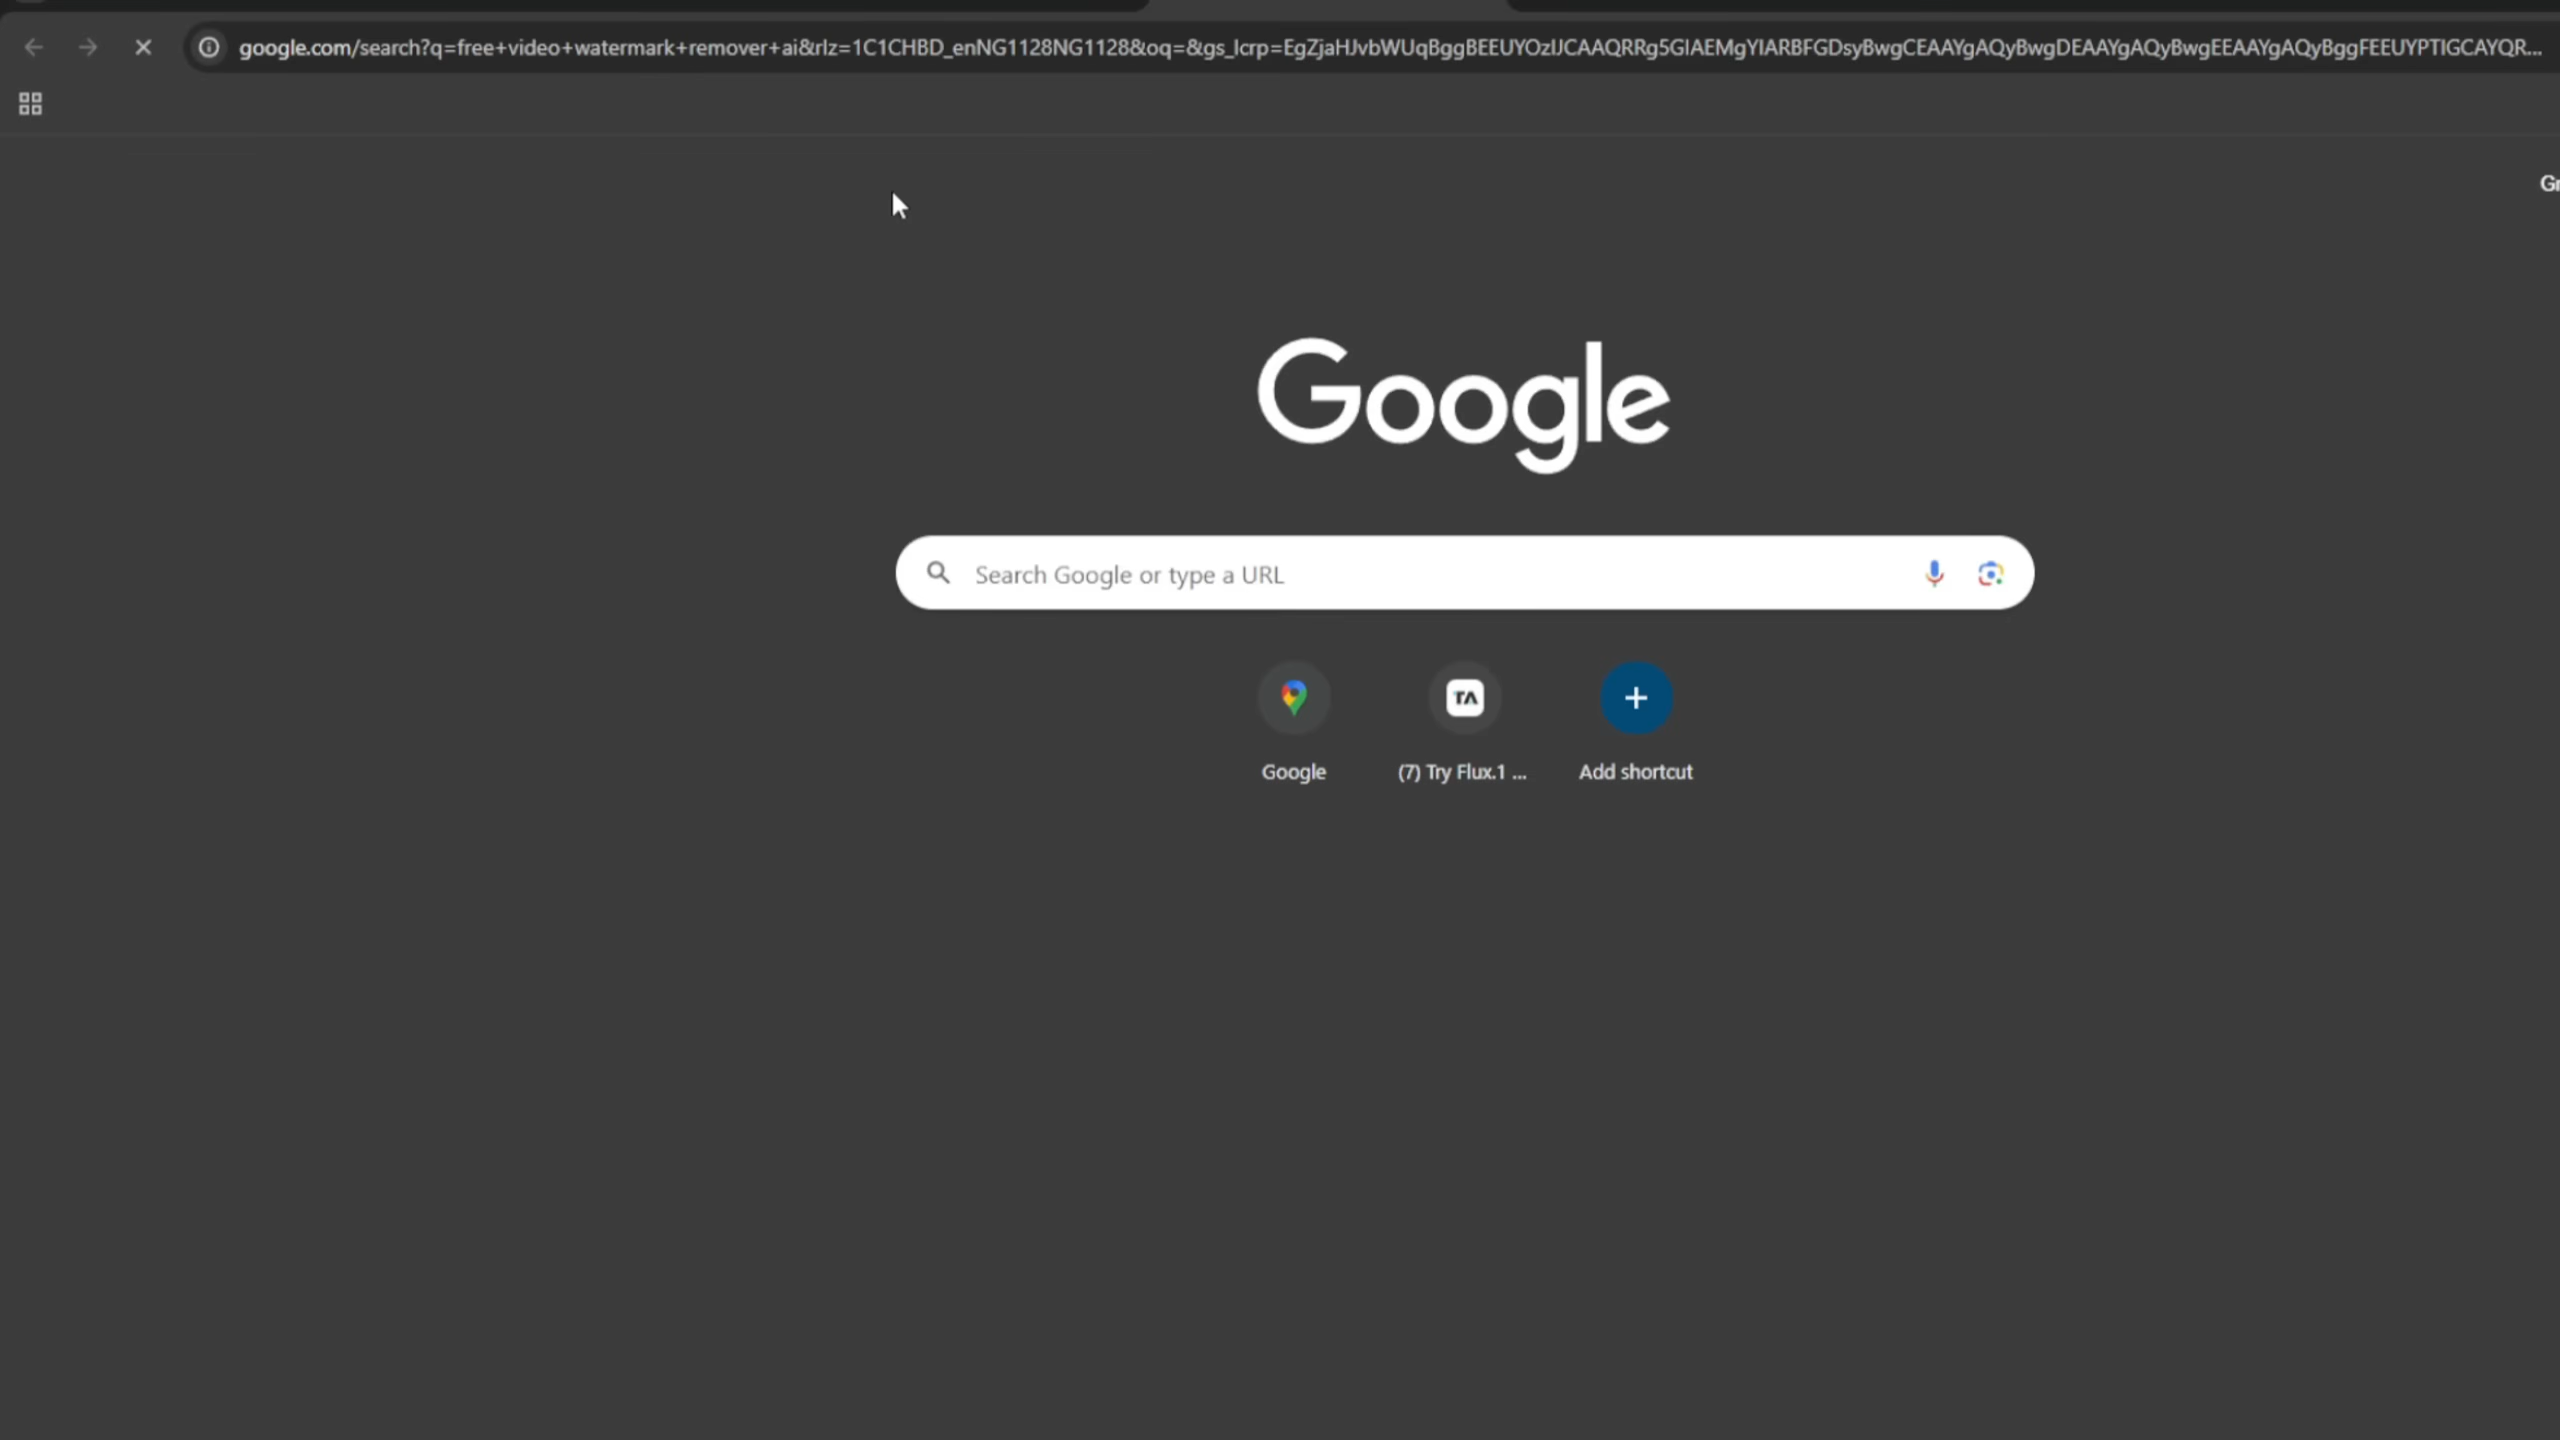 google.com/search?q=free+video+watermark+remover+ai&rlz=1C1CHBD_enNG1128NG1128&oq=&gs_lcrp=EgZjaHJvbWUqBggBEEUYOzIJCAAQRRg5GIAEMgYIARBFGDsyBwgCEAAYgAQyBwgDEAAYgAQyBwgEEAAYgAQyBggFEEUYPTIGCAYQR...
Google
Search Google or type a URL
TA
Google
(7) Try Flux.1 ...
Add shortcut